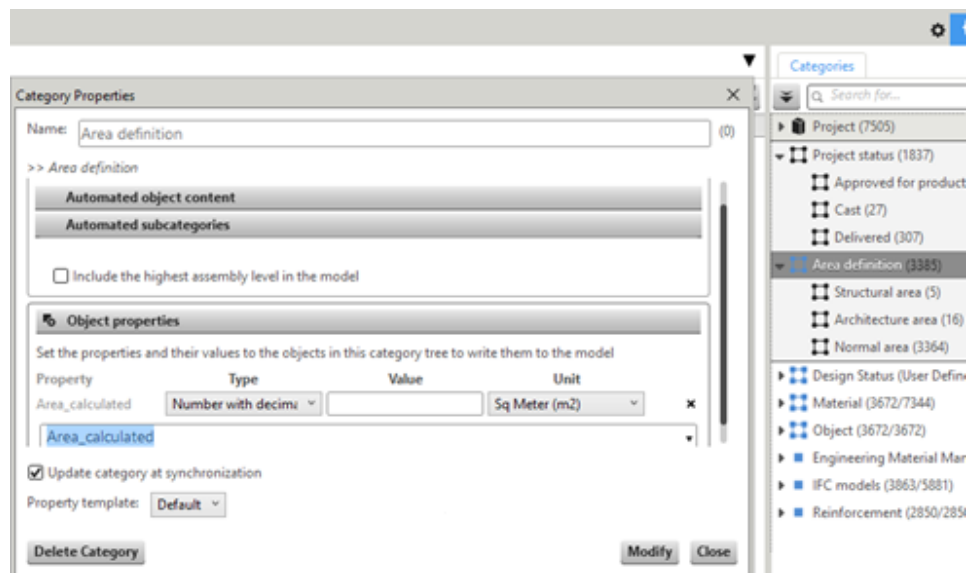 Category Properties
Name: Area definition (0)
>> Area definition
Automated object content
Automated subcategories
Include the highest assembly level in the model
Object properties
Set the properties and their values to the objects in this category tree to write them to the model
Property Type Value Unit
Area_calculated Number with decima Sq Meter (m2)
Area_calculated
Update category at synchronization
Property template: Default
Delete Category Modify Close
Categories
Search for...
Project (7505)
Project status (1837)
Approved for product
Cast (27)
Delivered (307)
Area definition (3385)
Structural area (5)
Architecture area (16)
Normal area (3364)
Design Status (User Define
Material (3672/7344)
Object (3672/3672)
Engineering Material Man
IFC models (3863/5881)
Reinforcement (2850/2850